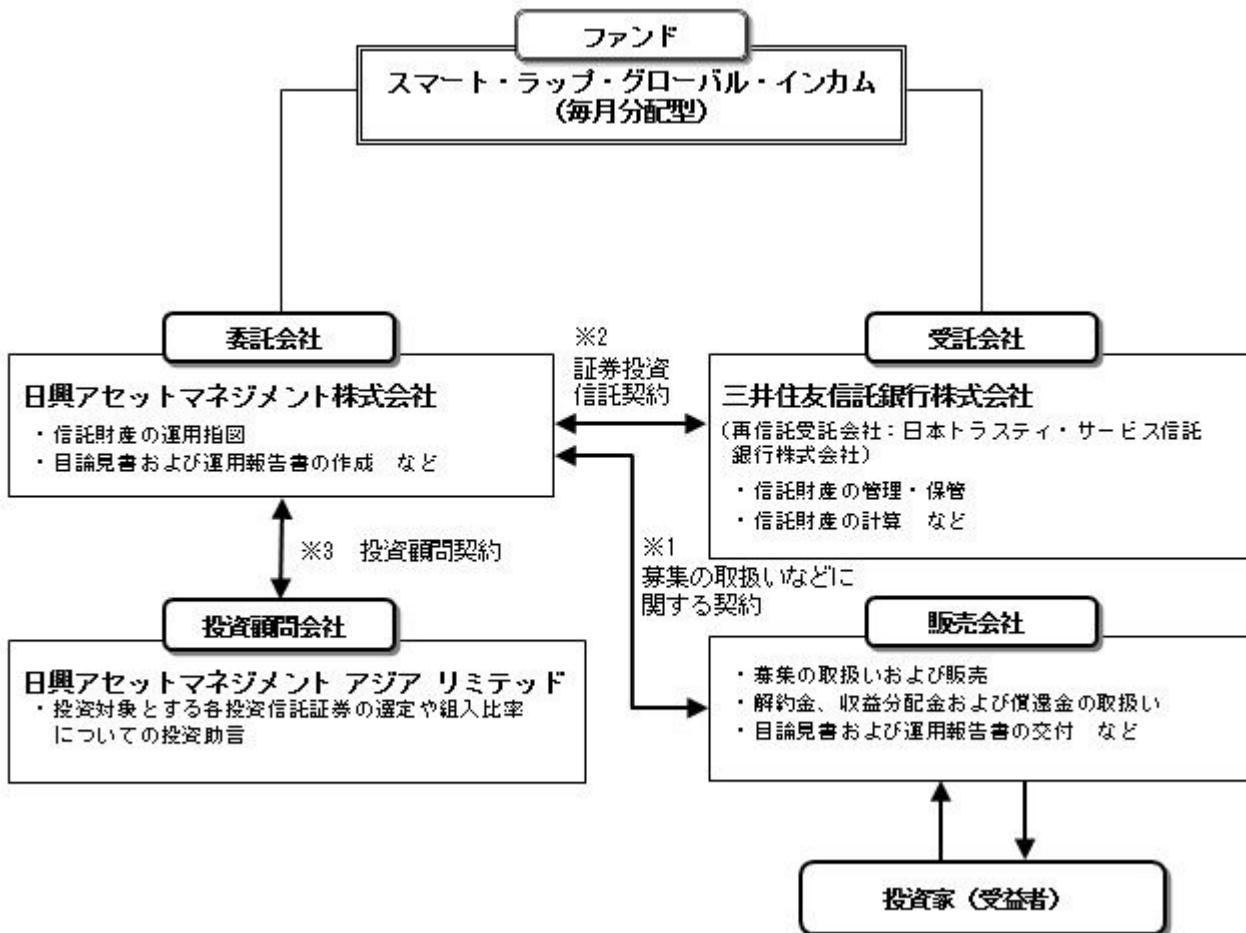 ファンド
スマート・ラップ・グローバル・インカム
(毎月分配型)
委託会社
日興アセットマネジメント株式会社
・信託財産の運用指図
・目論見書および運用報告書の作成 など
※2
証券投資
信託契約
受託会社
三井住友信託銀行株式会社
(再信託受託会社：日本トラスティ・サービス信託
銀行株式会社)
・信託財産の管理・保管
・信託財産の計算 など
※3 投資顧問契約
※1
募集の取扱いなどに
関する契約
投資顧問会社
日興アセットマネジメント アジア リミテッド
・投資対象とする各投資信託証券の選定や組入比率
についての投資助言
販売会社
・募集の取扱いおよび販売
・解約金、収益分配金および償還金の取扱い
・目論見書および運用報告書の交付 など
投資家（受益者）